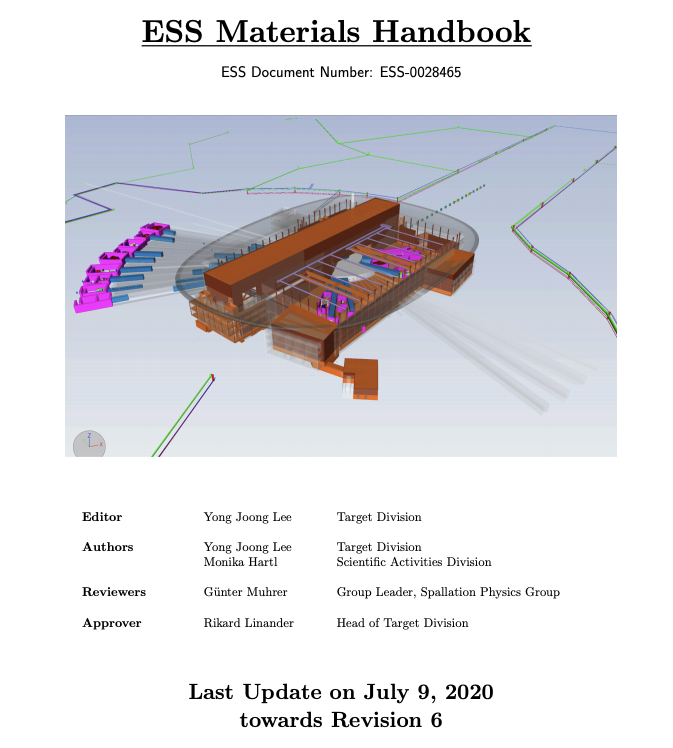 ESS Materials Handbook
ESS Document Number: ESS-0028465
Z
X
Editor Yong Joong Lee Target Division
Authors Yong Joong Lee Target Division
Monika Hartl Scientific Activities Division
Reviewers Günter Muhrer Group Leader, Spallation Physics Group
Approver Rikard Linander Head of Target Division
Last Update on July 9, 2020
towards Revision 6